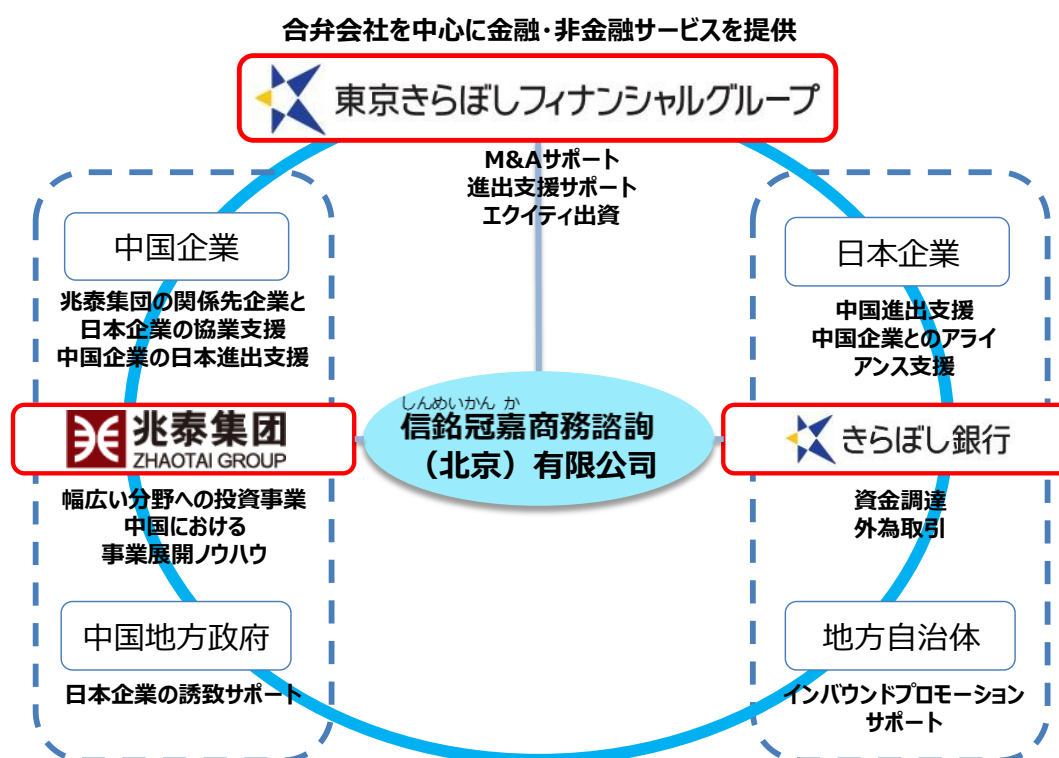 合弁会社を中心に金融・非金融サービスを提供
東京きらぼしフィナンシャルグループ
M&Aサポート
進出支援サポート
エクイティ出資
中国企業
兆泰集団の関係先企業と
日本企業の協業支援
中国企業の日本進出支援
日本企業
中国進出支援
中国企業とのアライ
アンス支援
兆泰集团
ZHAOTAI GROUP
しんめいかん か
信銘冠嘉商務諮詢
（北京）有限公司
きらぼし銀行
幅広い分野への投資事業
中国における
事業展開ノウハウ
資金調達
外為取引
中国地方政府
日本企業の誘致サポート
地方自治体
インバウンドプロモーション
サポート